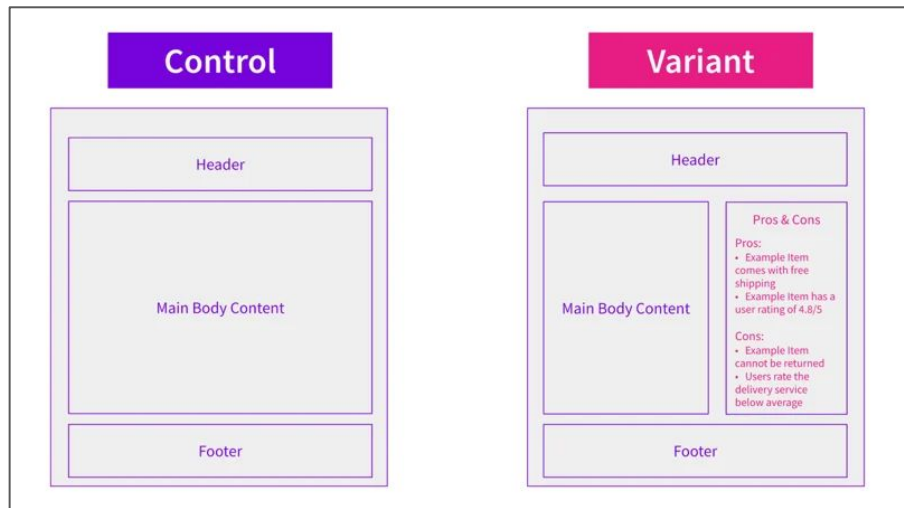 Control
Header
Main Body Content
Footer
Variant
Header
Main Body Content
Pros & Cons
Pros:
• Example Item
comes with free
shipping
• Example Item has a
user rating of 4.8/5
Cons:
• Example Item
cannot be returned
• Users rate the
delivery service
below average
Footer